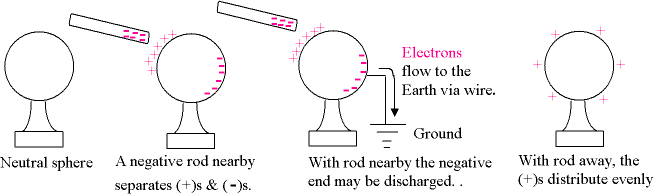 Electrons
flow to the
Earth via wire.
Ground
Neutral sphere
A negative rod nearby
separates (+)s & (-)s.
With rod nearby the negative
end may be discharged. .
With rod away, the
(+)s distribute evenly